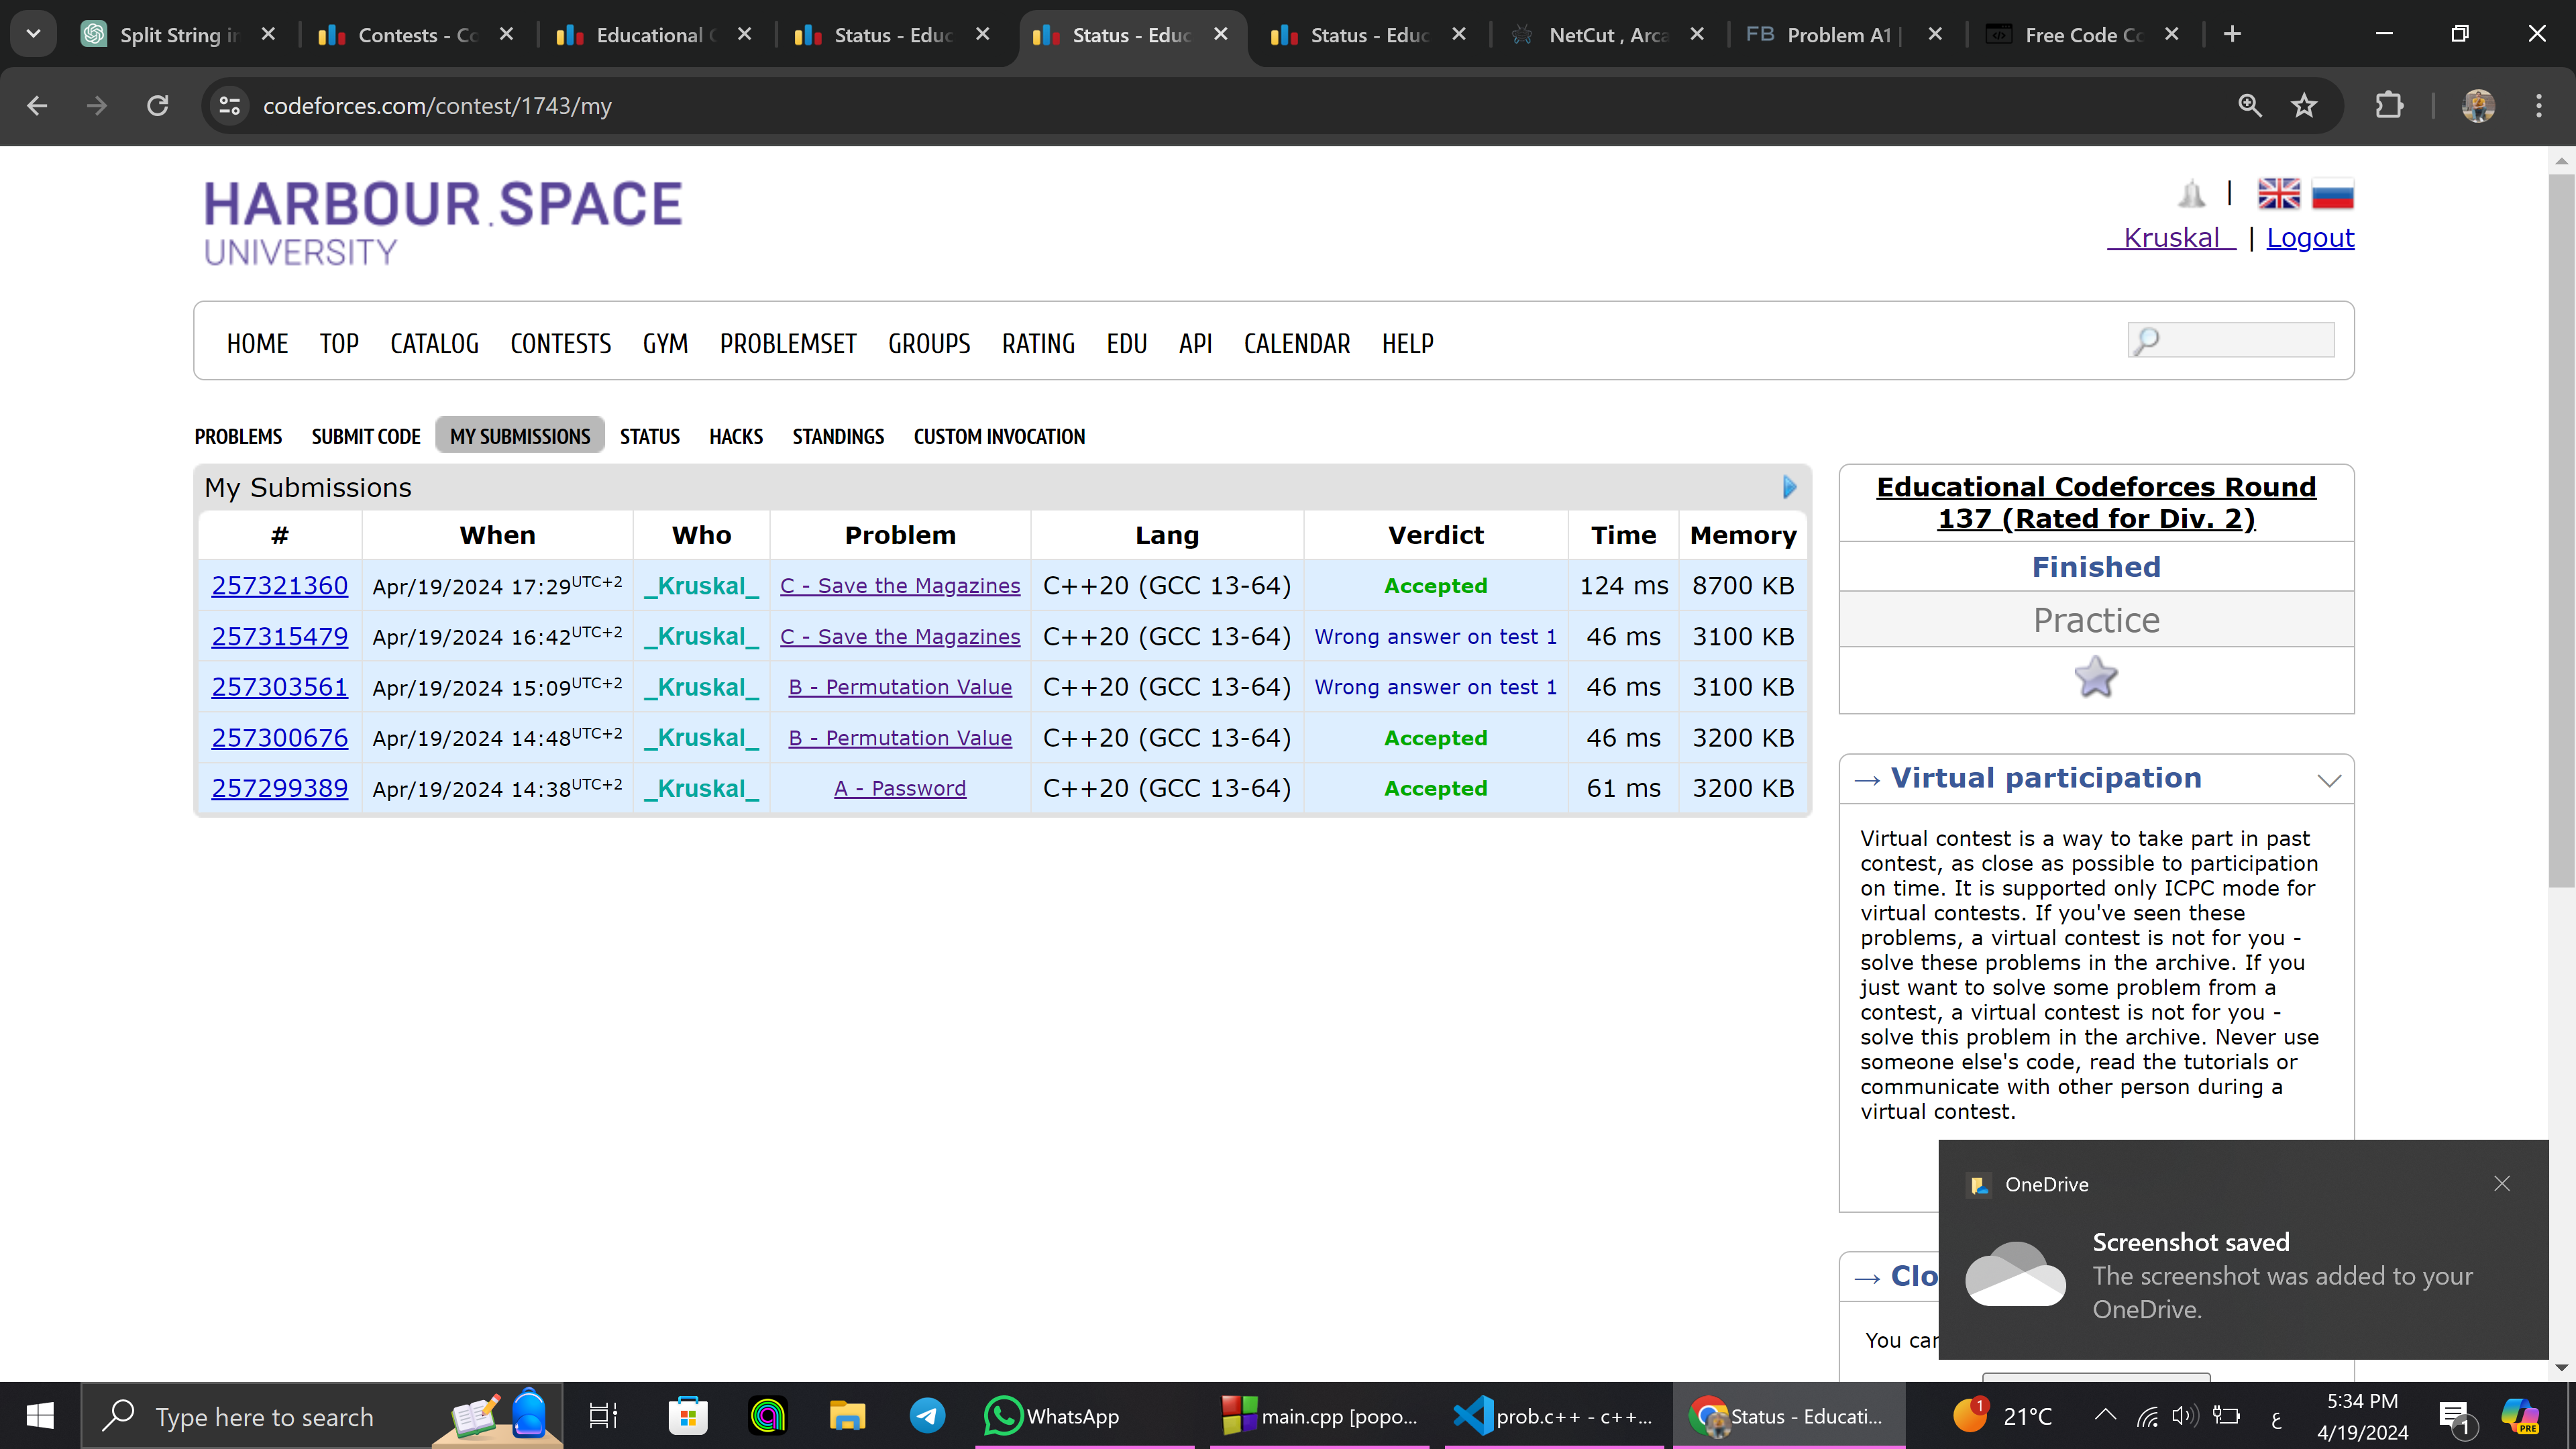 Split String in
Contests - Co
Educational C
Status - Educ
Status - Educ
Status - Educ
NetCut , Arca
FB Problem A1 |
Free Code Co
codeforces.com/contest/1743/my
HARBOUR.SPACE
UNIVERSITY
|
_Kruskal_ | Logout
HOME TOP CATALOG CONTESTS GYM PROBLEMSET GROUPS RATING EDU API CALENDAR HELP
PROBLEMS SUBMIT CODE MY SUBMISSIONS STATUS HACKS STANDINGS CUSTOM INVOCATION
My Submissions
# When Who Problem Lang Verdict Time Memory
257321360 Apr/19/2024 17:29UTC+2 _Kruskal_ C - Save the Magazines C++20 (GCC 13-64) Accepted 124 ms 8700 KB
257315479 Apr/19/2024 16:42UTC+2 _Kruskal_ C - Save the Magazines C++20 (GCC 13-64) Wrong answer on test 1 46 ms 3100 KB
257303561 Apr/19/2024 15:09UTC+2 _Kruskal_ B - Permutation Value C++20 (GCC 13-64) Wrong answer on test 1 46 ms 3100 KB
257300676 Apr/19/2024 14:48UTC+2 _Kruskal_ B - Permutation Value C++20 (GCC 13-64) Accepted 46 ms 3200 KB
257299389 Apr/19/2024 14:38UTC+2 _Kruskal_ A - Password C++20 (GCC 13-64) Accepted 61 ms 3200 KB
Educational Codeforces Round
137 (Rated for Div. 2)
Finished
Practice
→ Virtual participation
Virtual contest is a way to take part in past
contest, as close as possible to participation
on time. It is supported only ICPC mode for
virtual contests. If you've seen these
problems, a virtual contest is not for you -
solve these problems in the archive. If you
just want to solve some problem from a
contest, a virtual contest is not for you -
solve this problem in the archive. Never use
someone else's code, read the tutorials or
communicate with other person during a
virtual contest.
→ Clo
You can
OneDrive
Screenshot saved
The screenshot was added to your
OneDrive.
Type here to search
WhatsApp
main.cpp [popo...
prob.c++ - c++...
Status - Educati...
1
21°C
ع
5:34 PM
4/19/2024
1
PRE